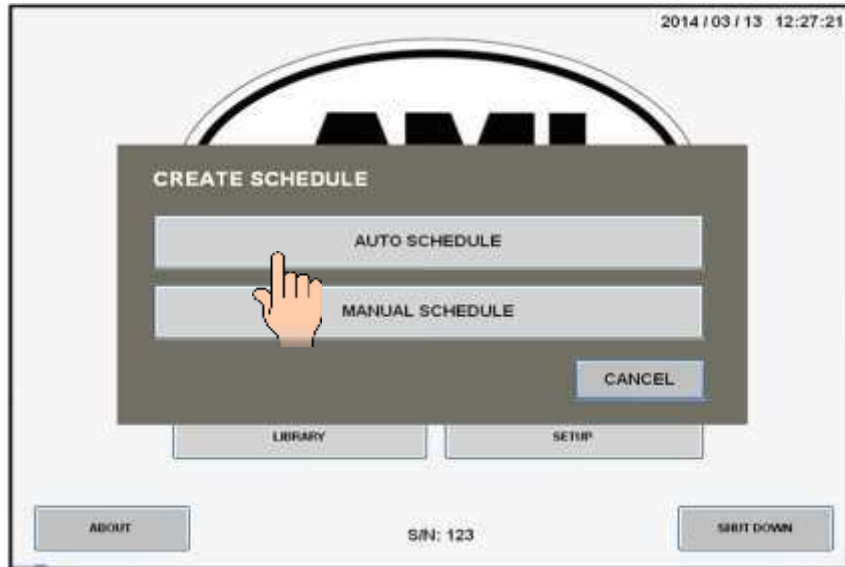 2014 / 03 / 13 12:27:21
AMI
CREATE SCHEDULE
AUTO SCHEDULE
MANUAL SCHEDULE
CANCEL
LIBRARY SETUP
ABOUT S/N: 123 SHUT DOWN